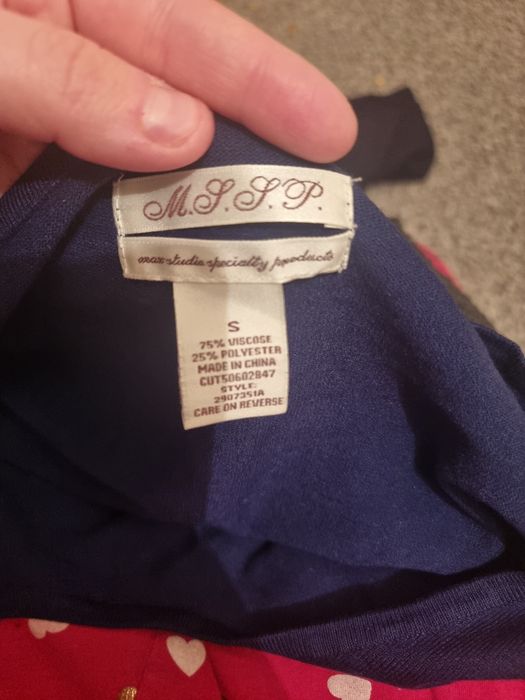 M.S.S.P.
max studio specialty products
S
75% VISCOSE
25% POLYESTER
MADE IN CHINA
CUT50602847
STYLE:
2907351A
CARE ON REVERSE